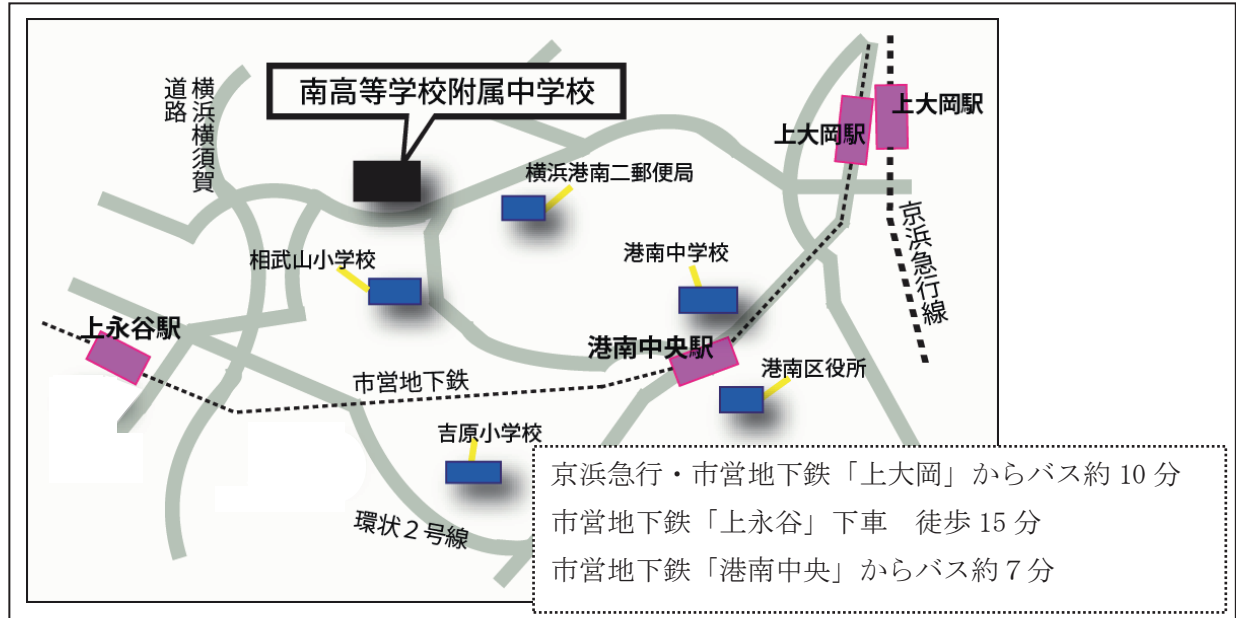 横浜横須賀
道路
南高等学校附属中学校
上大岡駅
上大岡駅
横浜港南二郵便局
京浜急行線
港南中学校
相武山小学校
上永谷駅
港南中央駅
港南区役所
市営地下鉄
吉原小学校
環状2号線
京浜急行・市営地下鉄「上大岡」からバス約 10 分
市営地下鉄「上永谷」下車　徒歩 15 分
市営地下鉄「港南中央」からバス約7分